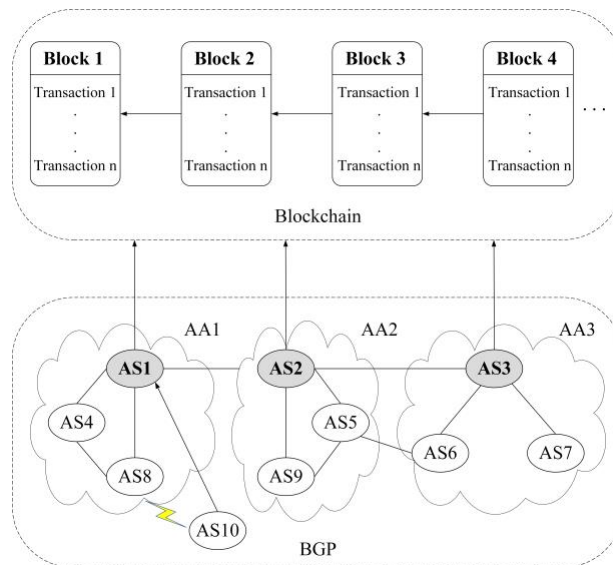 Block 1
Block 2
Block 3
Block 4
Transaction 1
Transaction 1
Transaction 1
Transaction 1
.
.
.
.
.
.
.
.
.
.
.
.
. . .
Transaction n
Transaction n
Transaction n
Transaction n
Blockchain
AA1
AA2
AA3
AS1
AS2
AS3
AS4
AS5
AS6
AS7
AS8
AS9
AS10
BGP